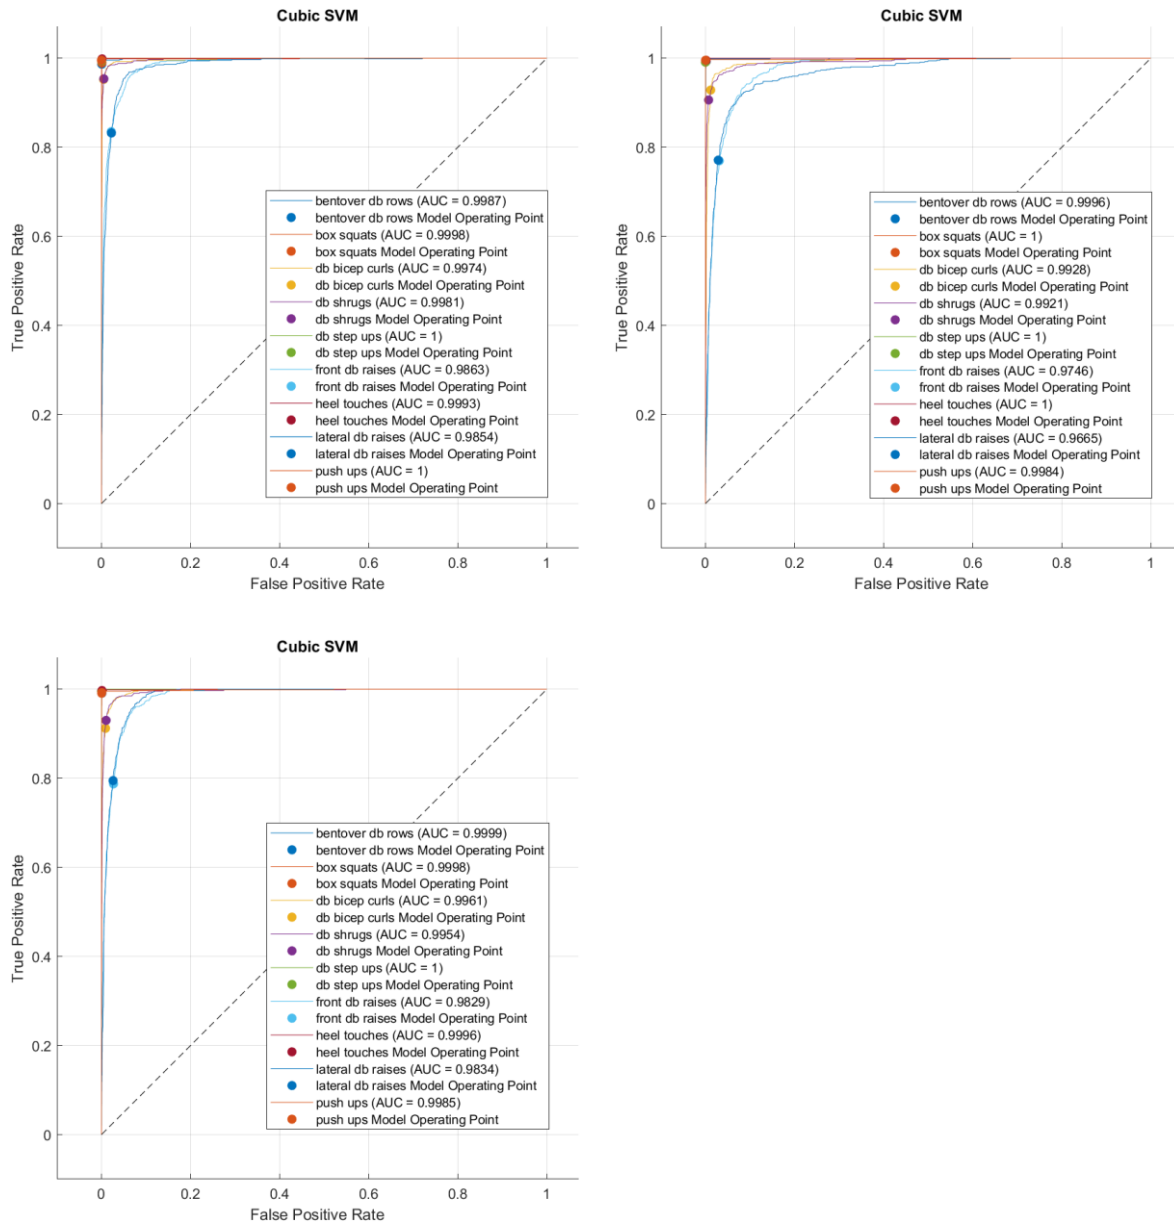 Cubic SVM
1
0.8
0.6
0.4
0.2
0
True Positive Rate
bentover db rows (AUC = 0.9987)
bentover db rows Model Operating Point
box squats (AUC = 0.9998)
box squats Model Operating Point
db bicep curls (AUC = 0.9974)
db bicep curls Model Operating Point
db shrugs (AUC = 0.9981)
db shrugs Model Operating Point
db step ups (AUC = 1)
db step ups Model Operating Point
front db raises (AUC = 0.9863)
front db raises Model Operating Point
heel touches (AUC = 0.9993)
heel touches Model Operating Point
lateral db raises (AUC = 0.9854)
lateral db raises Model Operating Point
push ups (AUC = 1)
push ups Model Operating Point
0 0.2 0.4 0.6 0.8 1
False Positive Rate
Cubic SVM
1
0.8
0.6
0.4
0.2
0
True Positive Rate
bentover db rows (AUC = 0.9996)
bentover db rows Model Operating Point
box squats (AUC = 1)
box squats Model Operating Point
db bicep curls (AUC = 0.9928)
db bicep curls Model Operating Point
db shrugs (AUC = 0.9921)
db shrugs Model Operating Point
db step ups (AUC = 1)
db step ups Model Operating Point
front db raises (AUC = 0.9746)
front db raises Model Operating Point
heel touches (AUC = 1)
heel touches Model Operating Point
lateral db raises (AUC = 0.9665)
lateral db raises Model Operating Point
push ups (AUC = 0.9984)
push ups Model Operating Point
0 0.2 0.4 0.6 0.8 1
False Positive Rate
Cubic SVM
1
0.8
0.6
0.4
0.2
0
True Positive Rate
bentover db rows (AUC = 0.9999)
bentover db rows Model Operating Point
box squats (AUC = 0.9998)
box squats Model Operating Point
db bicep curls (AUC = 0.9961)
db bicep curls Model Operating Point
db shrugs (AUC = 0.9954)
db shrugs Model Operating Point
db step ups (AUC = 1)
db step ups Model Operating Point
front db raises (AUC = 0.9829)
front db raises Model Operating Point
heel touches (AUC = 0.9996)
heel touches Model Operating Point
lateral db raises (AUC = 0.9834)
lateral db raises Model Operating Point
push ups (AUC = 0.9985)
push ups Model Operating Point
0 0.2 0.4 0.6 0.8 1
False Positive Rate